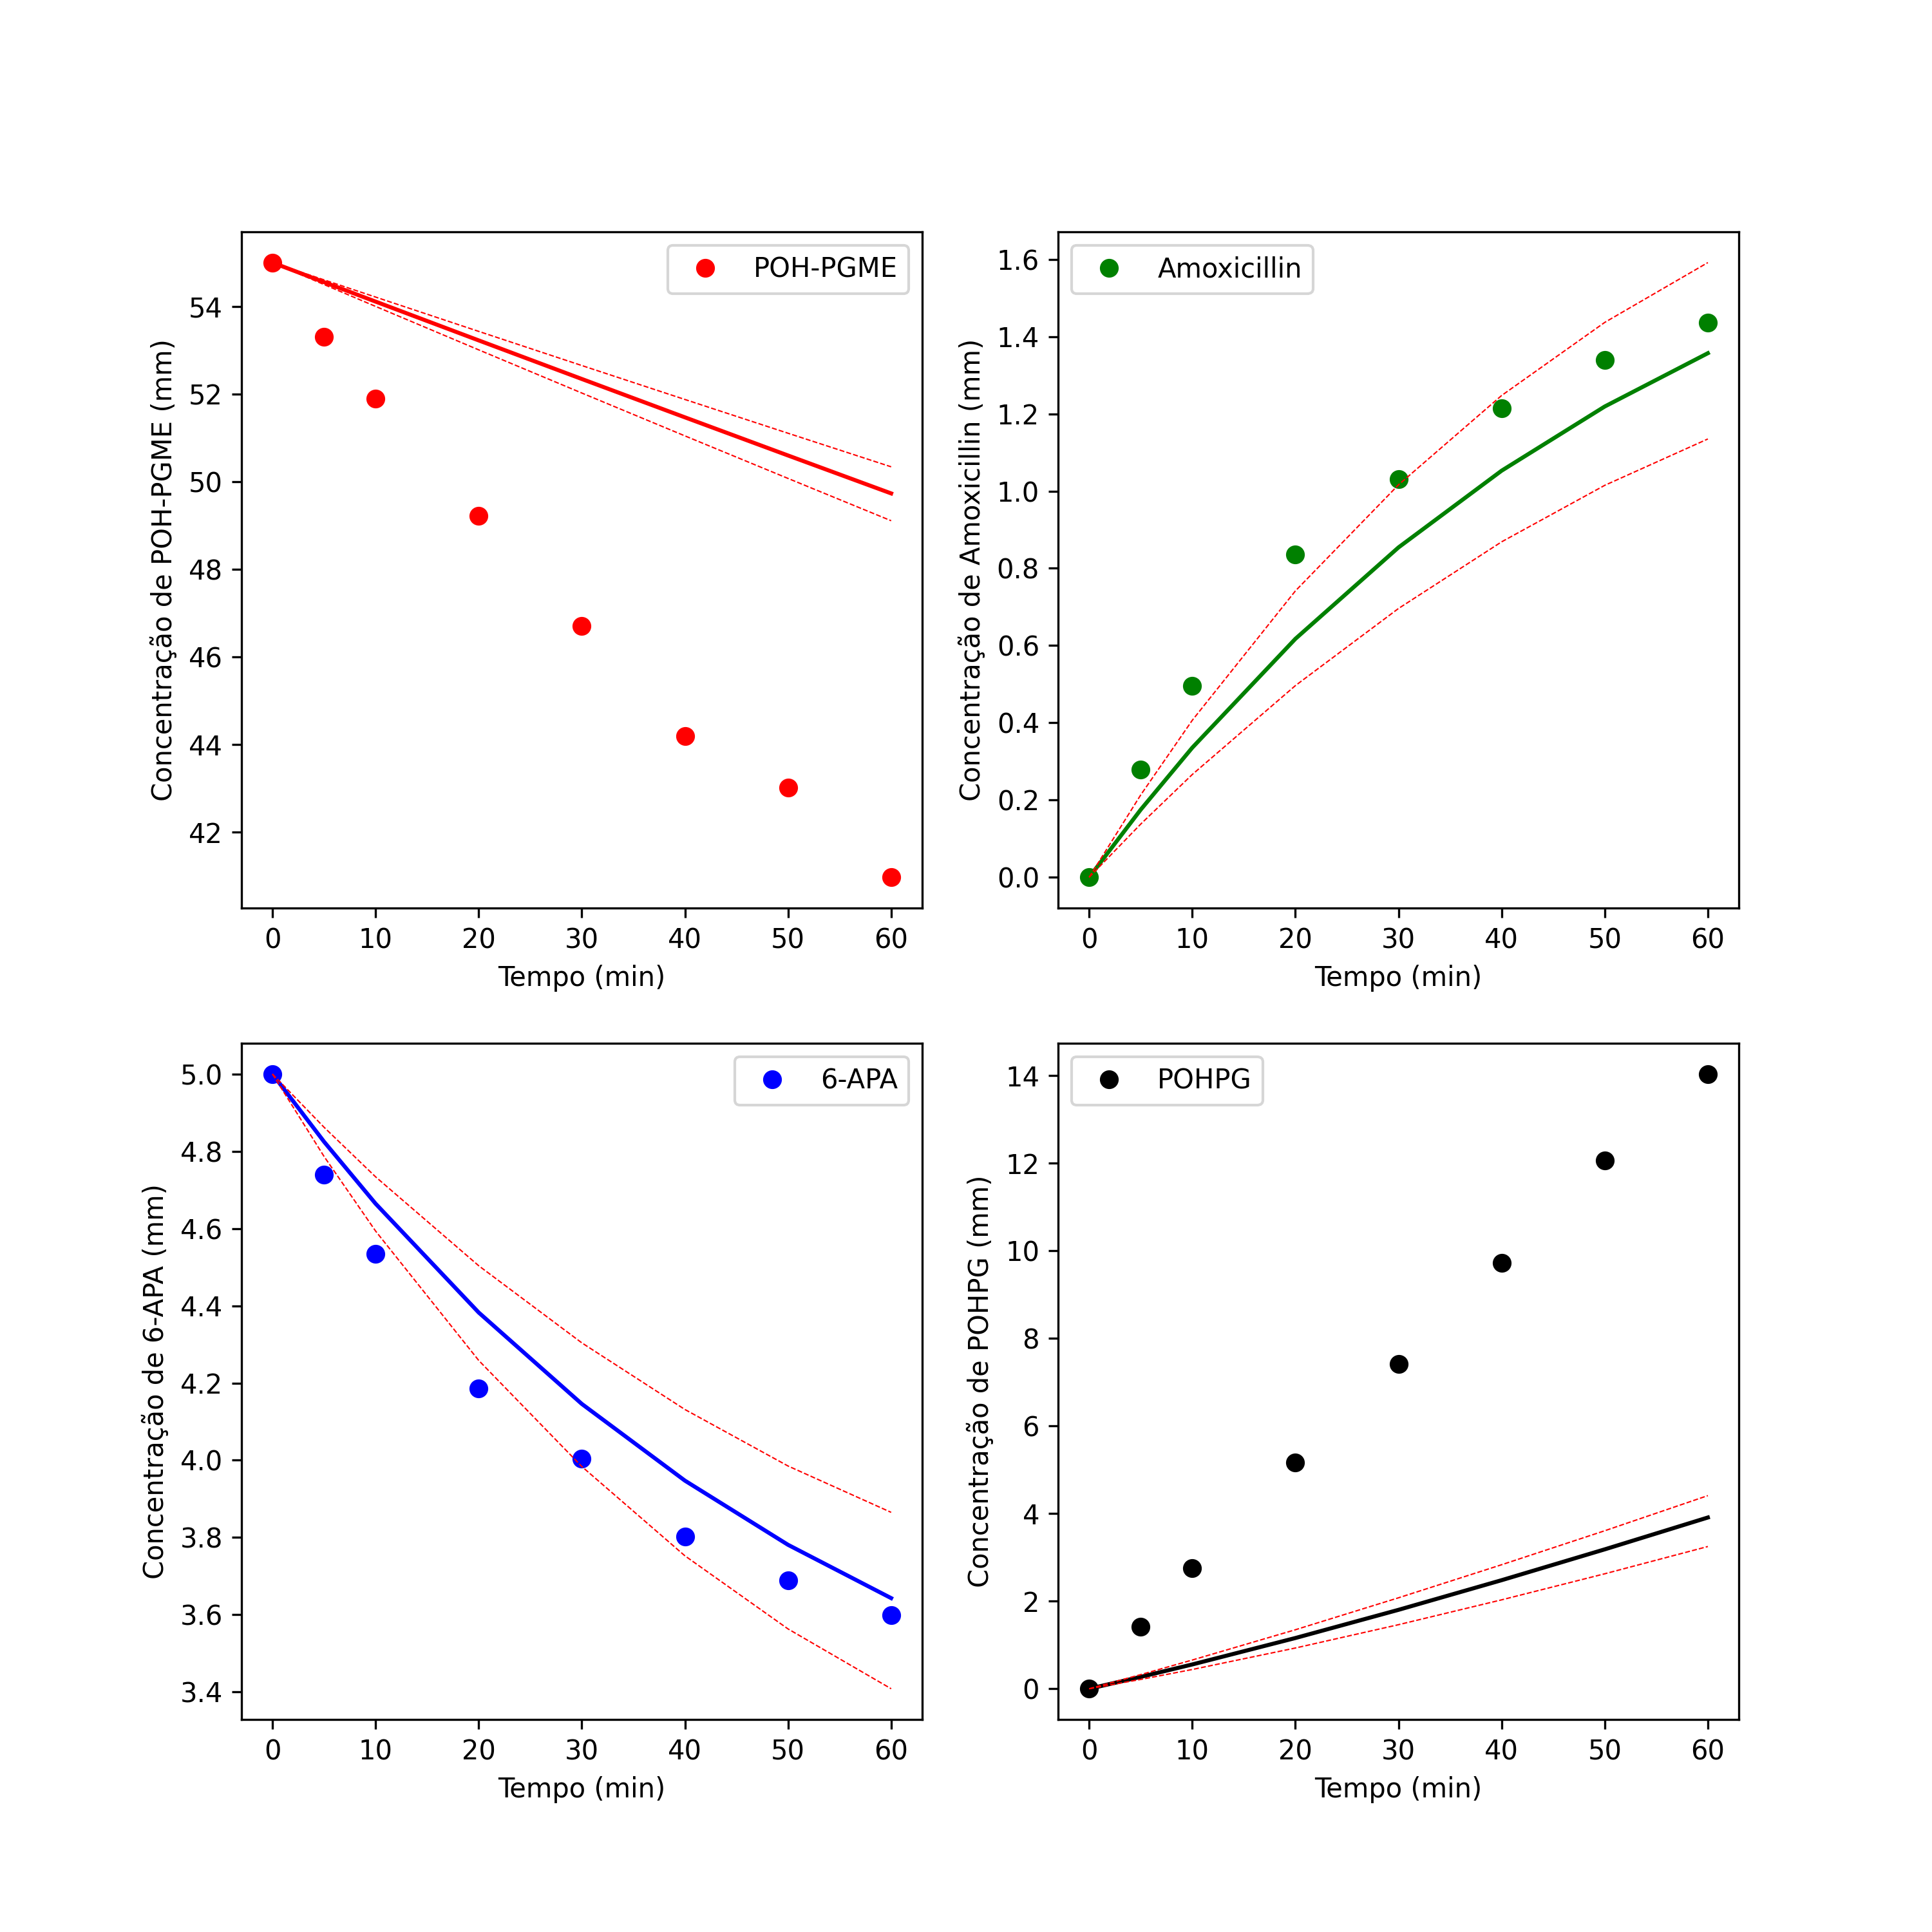 POH-PGME
54
52
50
48
46
44
42
Concentração de POH-PGME (mm)
0 10 20 30 40 50 60
Tempo (min)
Amoxicillin
1.6
1.4
1.2
1.0
0.8
0.6
0.4
0.2
0.0
Concentração de Amoxicillin (mm)
0 10 20 30 40 50 60
Tempo (min)
6-APA
5.0
4.8
4.6
4.4
4.2
4.0
3.8
3.6
3.4
Concentração de 6-APA (mm)
0 10 20 30 40 50 60
Tempo (min)
POHPG
14
12
10
8
6
4
2
0
Concentração de POHPG (mm)
0 10 20 30 40 50 60
Tempo (min)